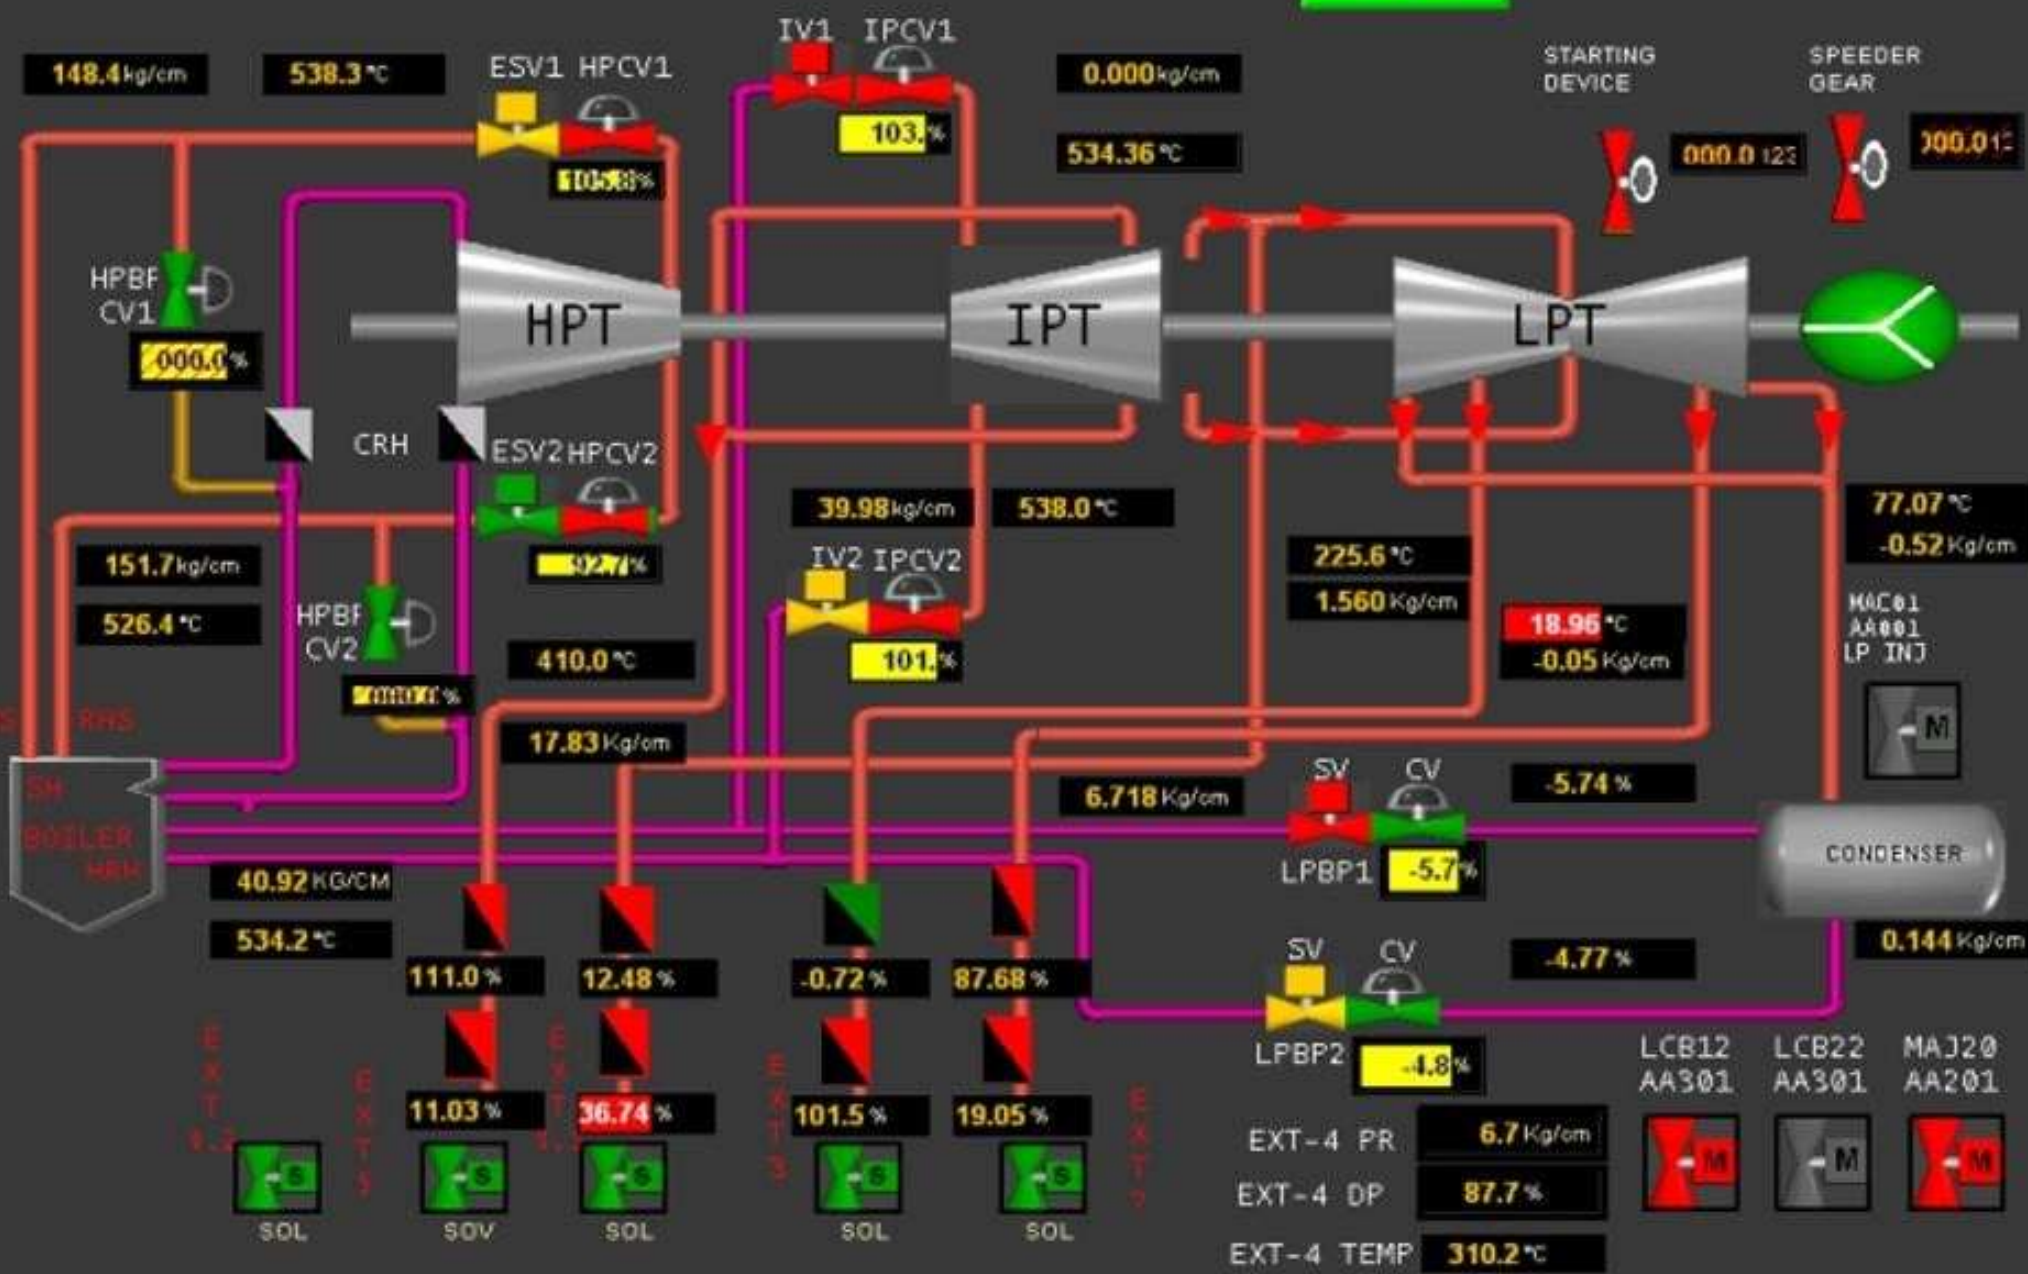 IV1 IPCV1
148.4 kg/cm
538.3 °C
ESV1 HPCV1
0.000 kg/cm
STARTING
DEVICE
SPEEDER
GEAR
103. %
534.36 °C
000.0
HPT
IPT
LPT
CV1
000.0 %
CRH
ESV2 HPCV2
39.98 kg/cm
538.0 °C
77.07 °C
-0.52 Kg/cm
151.7 kg/cm
526.4 °C
92.7 %
IV2 IPCV2
225.6 °C
1.560 Kg/cm
MAC01
AA001
LP INJ
CV2
18.96 °C
-0.05 Kg/cm
410.0 °C
101. %
RHS
17.83 Kg/cm
M
SH
BOILER
6.718 Kg/cm
SV CV
-5.74 %
CONDENSER
40.92 KG/CM
LPBP1
-5.7 %
534.2 °C
0.144 Kg/cm
111.0 %
12.48 %
-0.72 %
87.68 %
SV CV
-4.77 %
LPBP2
-4.8 %
11.03 %
36.74 %
101.5 %
19.05 %
LCB12
AA301
LCB22
AA301
MAJ20
AA201
EXT-4 PR
6.7 Kg/cm
M
M
M
S
S
S
S
EXT-4 DP
87.7 %
SOL
SOV
SOL
SOL
SOL
EXT-4 TEMP
310.2 °C